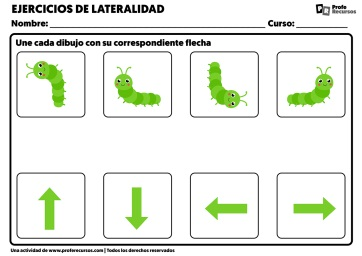 EJERCICIOS DE LATERALIDAD
Profe
Recursos
Nombre: Curso:
Une cada dibujo con su correspondiente flecha
Una actividad de www.proferecursos.com | Todos los derechos reservados